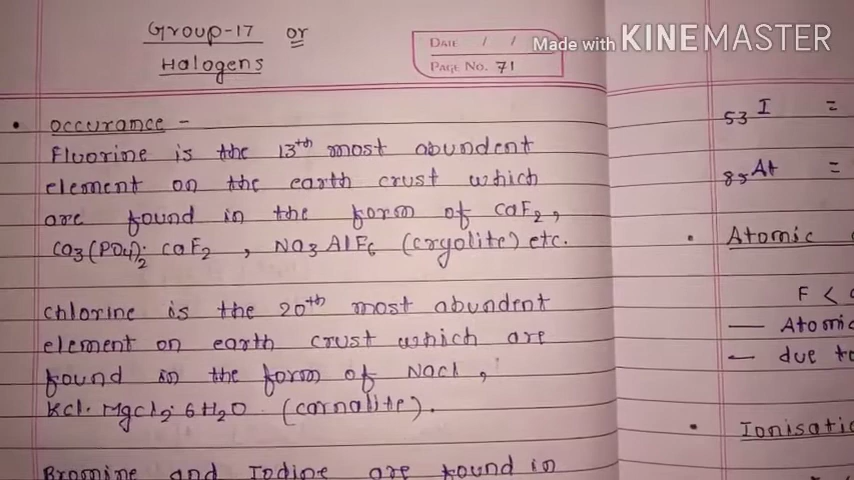 Group-17 or
Halogens
DATE / /
PAGE No. 71
Made with KINEMASTER
• Occurance -
Fluorine is the 13th most abundent
element on the earth crust which
are found in the form of CaF2,
Ca3(PO4)2. CaF2, Na3AlF6 (cryolite) etc.
Chlorine is the 20th most abundent
element on earth crust which are
found in the form of NaCl,
KCl. MgCl2. 6H2O (carnalite).
Bromine and Iodine are found in
53 I =
85 At =
• Atomic
F <
— Atomic
— due to
• Ionisatio